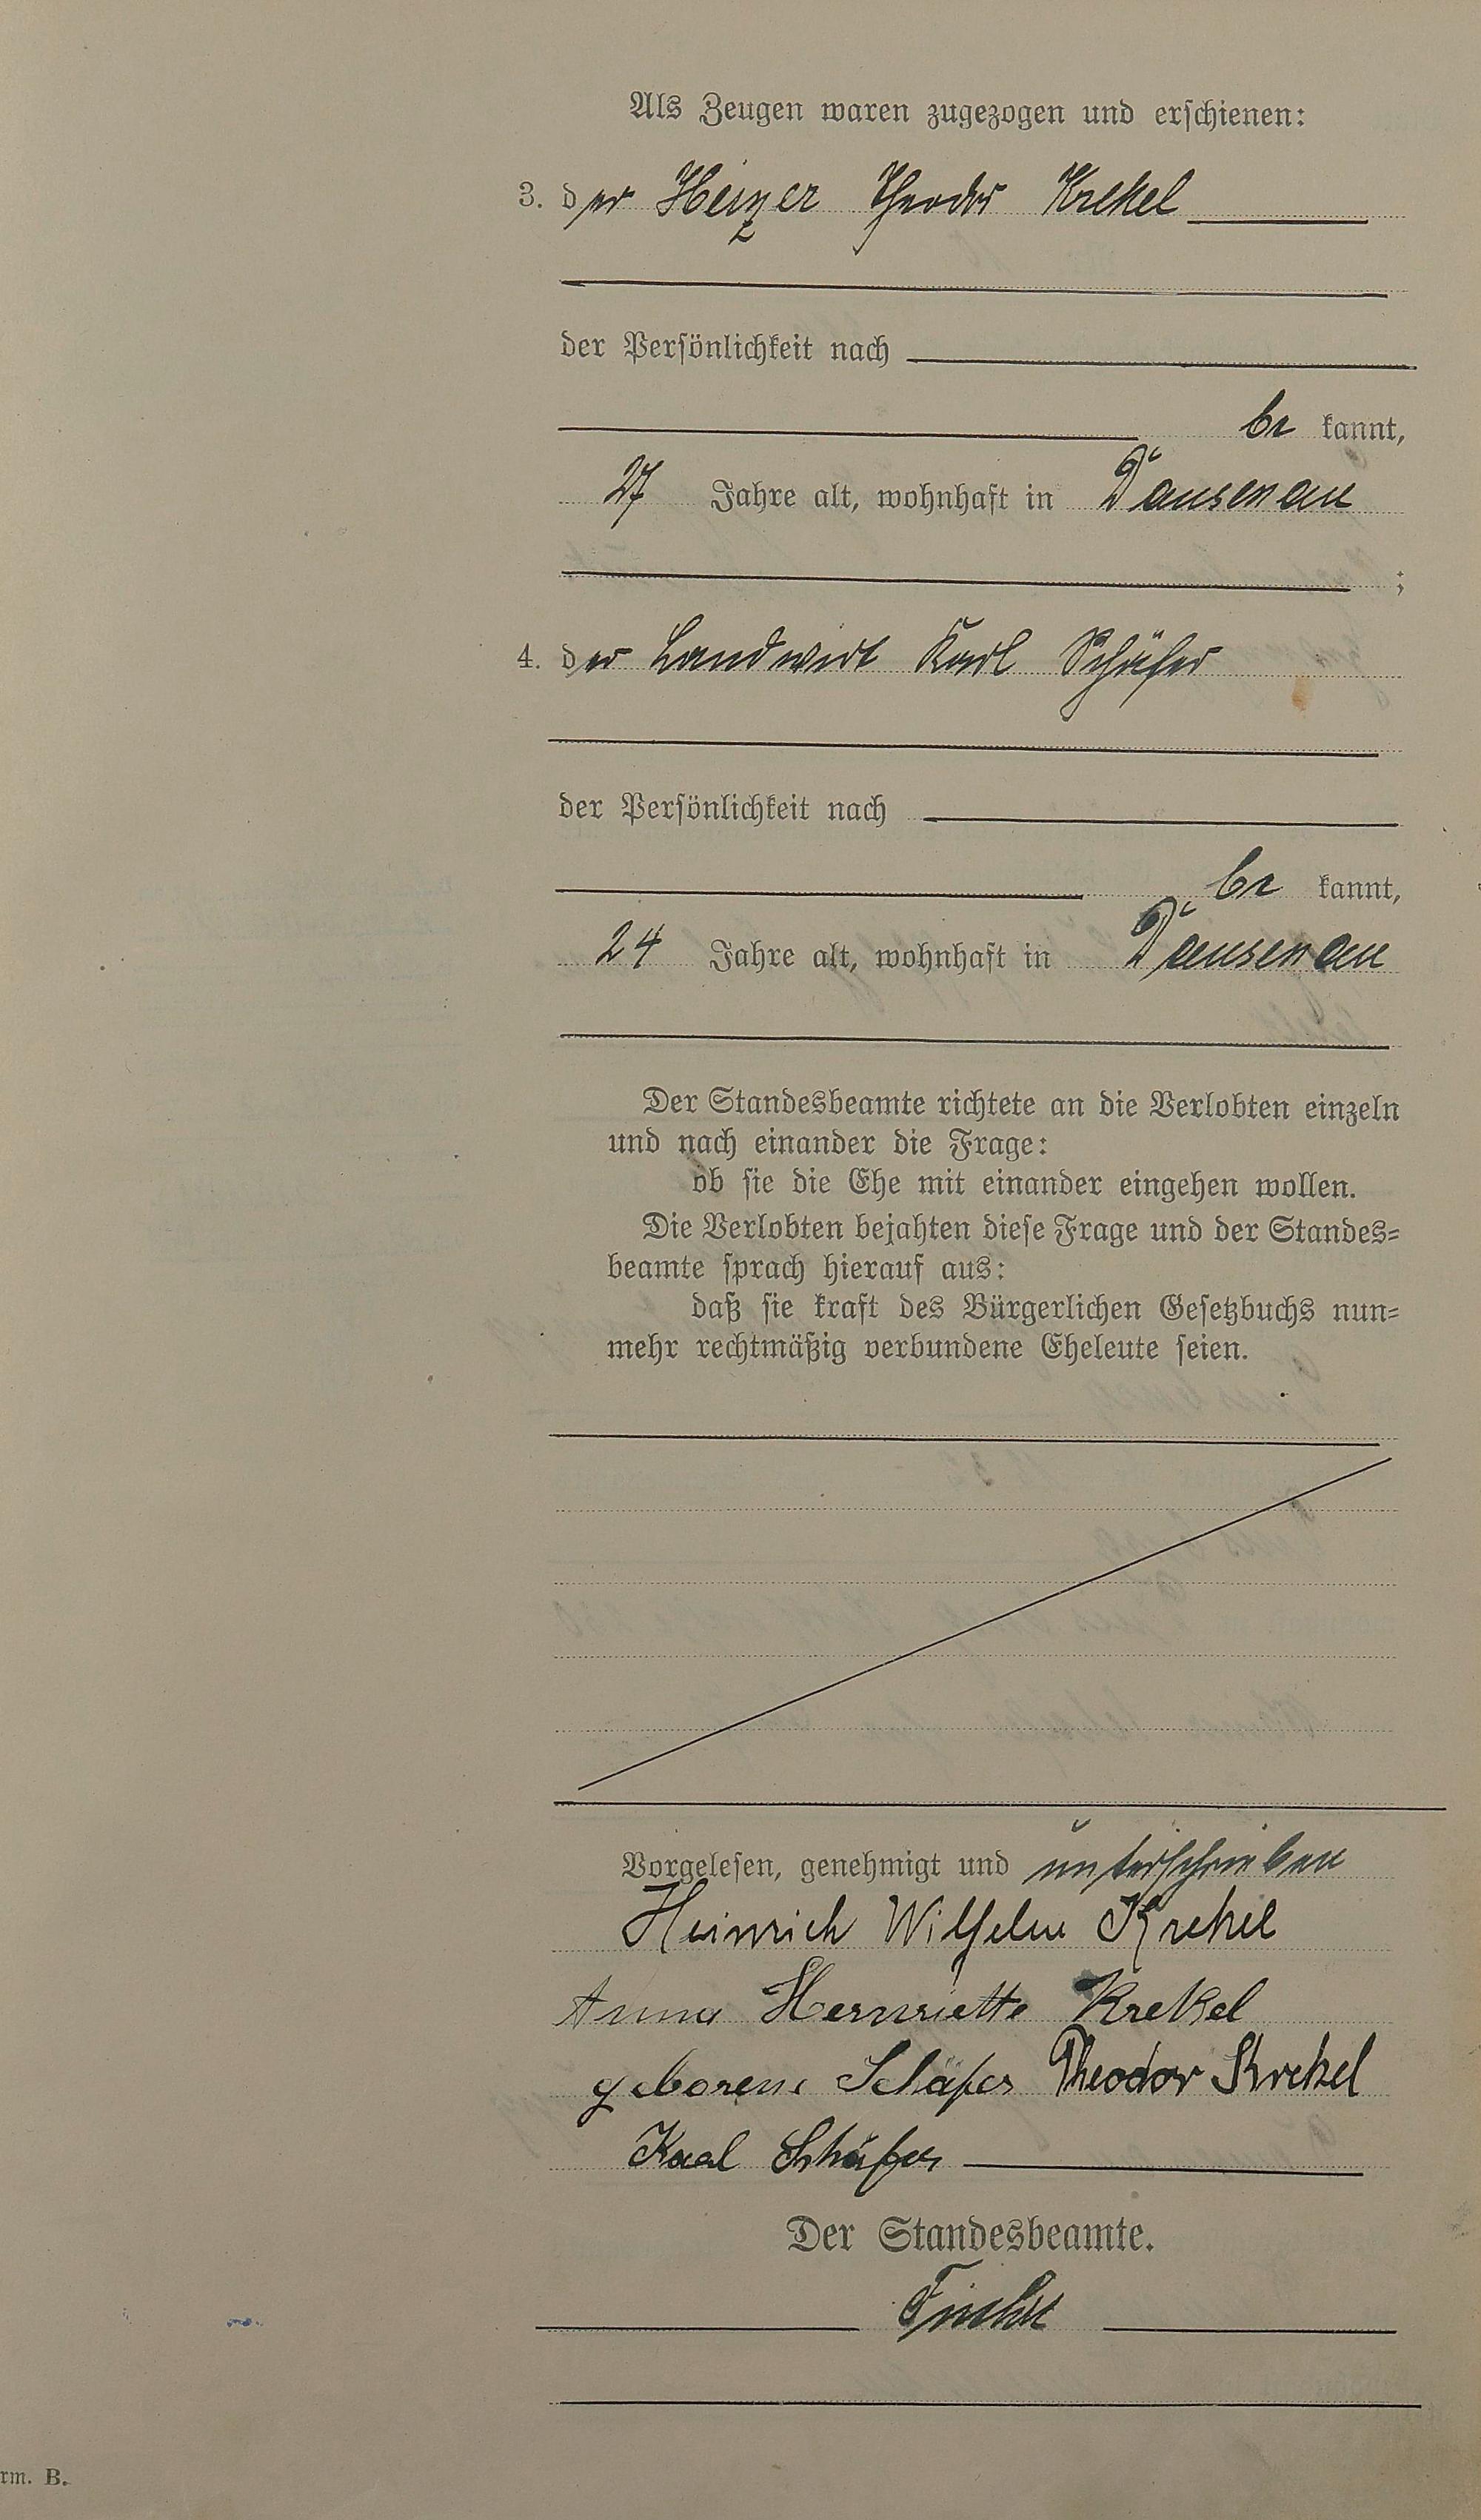 Als Zeugen waren zugezogen und erschienen:
3. der Heizer Theodor Krekel
der Persönlichkeit nach
be kannt,
27 Jahre alt, wohnhaft in Dausenau
;
4. der Landwirt Karl Schäfer
der Persönlichkeit nach
be kannt,
24 Jahre alt, wohnhaft in Dausenau
Der Standesbeamte richtete an die Verlobten einzeln
und nach einander die Frage:
ob sie die Ehe mit einander eingehen wollen.
Die Verlobten bejahten diese Frage und der Standes=
beamte sprach hierauf aus:
daß sie kraft des Bürgerlichen Gesetzbuchs nun=
mehr rechtmäßig verbundene Eheleute seien.
Vorgelesen, genehmigt und unterschrieben
Heinrich Wilhelm Krekel
Anna Henriette Krekel
geborene Schäfer Theodor Krekel
Karl Schäfer
Der Standesbeamte.
rm. B.